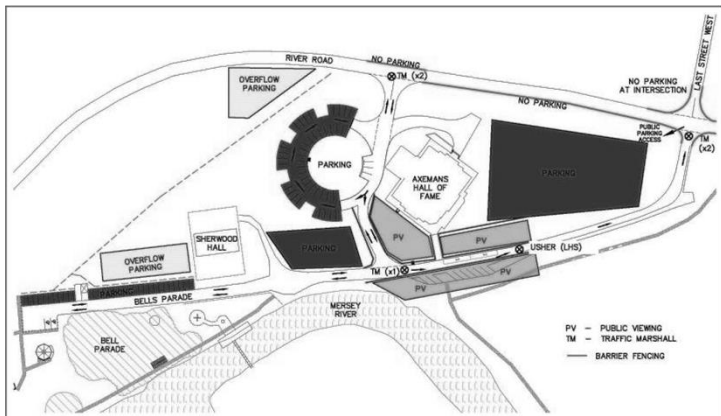 RIVER ROAD
NO PARKING
TM (x2)
LAST STREET WEST
OVERFLOW
PARKING
NO PARKING
AT INTERSECTION
NO PARKING
PUBLIC
PARKING
ACCESS
TM
(x2)
PARKING
AXEMANS
HALL OF
FAME
PARKING
SHERWOOD
HALL
PARKING
PV
PV
USHER (LHS)
OVERFLOW
PARKING
TM (x1)
PV
PV
PARKING
BELLS PARADE
MERSEY
RIVER
BELL
PARADE
PV – PUBLIC VIEWING
TM – TRAFFIC MARSHALL
BARRIER FENCING